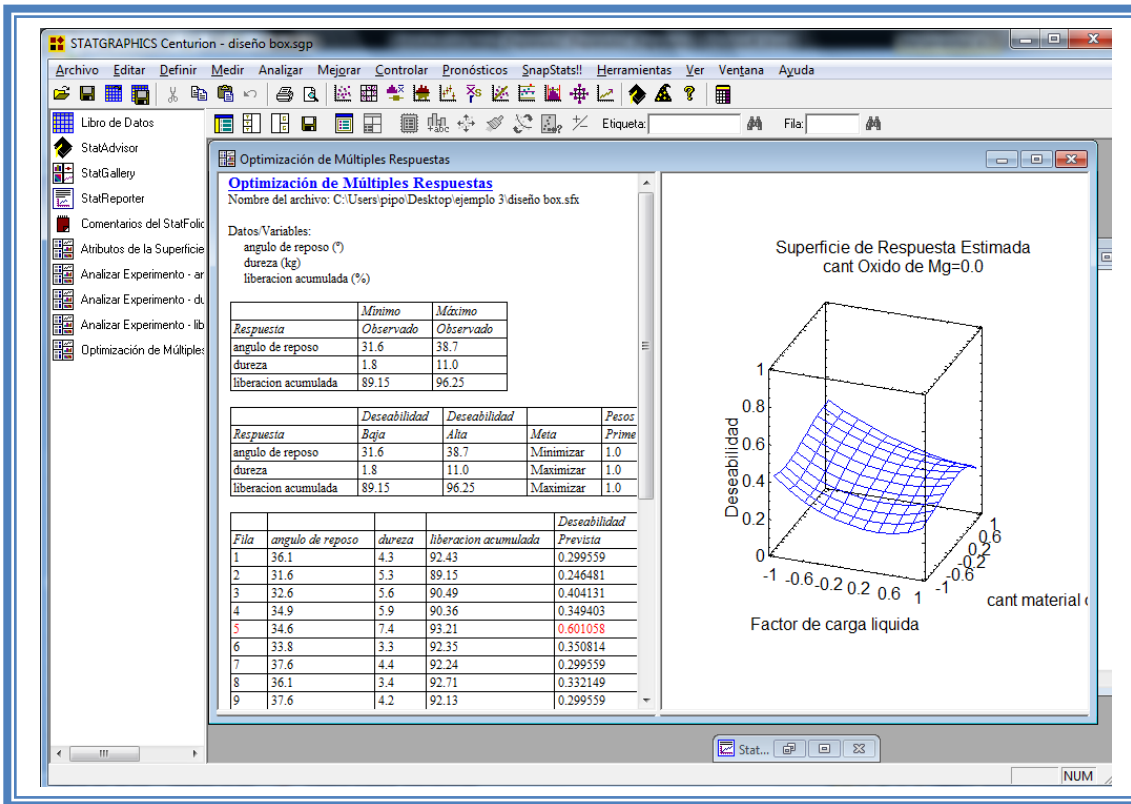 STATGRAPHICS Centurion - diseño box.sgp
Archivo Editar Definir Medir Analizar Mejorar Controlar Pronósticos SnapStats!! Herramientas Ver Ventana Ayuda
Etiqueta: Fila:
Libro de Datos
StatAdvisor
StatGallery
StatReporter
Comentarios del StatFolio
Atributos de la Superficie
Analizar Experimento - ar
Analizar Experimento - du
Analizar Experimento - lib
Optimización de Múltiples
Optimización de Múltiples Respuestas
Optimización de Múltiples Respuestas
Nombre del archivo: C:\Users\pipo\Desktop\ejemplo 3\diseño box.sfx
Datos/Variables:
angulo de reposo (º)
dureza (kg)
liberacion acumulada (%)
Mínimo Máximo
Respuesta Observado Observado
angulo de reposo 31.6 38.7
dureza 1.8 11.0
liberacion acumulada 89.15 96.25
Deseabilidad Deseabilidad Pesos
Respuesta Baja Alta Meta Prime
angulo de reposo 31.6 38.7 Minimizar 1.0
dureza 1.8 11.0 Maximizar 1.0
liberacion acumulada 89.15 96.25 Maximizar 1.0
Deseabilidad
Fila angulo de reposo dureza liberacion acumulada Prevista
1 36.1 4.3 92.43 0.299559
2 31.6 5.3 89.15 0.246481
3 32.6 5.6 90.49 0.404131
4 34.9 5.9 90.36 0.349403
5 34.6 7.4 93.21 0.601058
6 33.8 3.3 92.35 0.350814
7 37.6 4.4 92.24 0.299559
8 36.1 3.4 92.71 0.332149
9 37.6 4.2 92.13 0.299559
Superficie de Respuesta Estimada
cant Oxido de Mg=0.0
Deseabilidad
1
0.8
0.6
0.4
0.2
0
-1 -0.6 -0.2 0.2 0.6 1
Factor de carga liquida
-1 -0.6 -0.2 0.2 0.6 1
cant material
Stat...
NUM